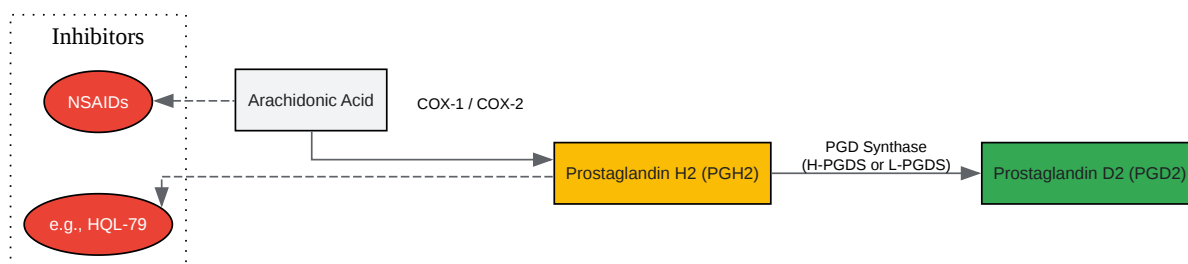 Inhibitors
NSAIDs
Arachidonic Acid
COX-1 / COX-2
PGD Synthase
(H-PGDS or L-PGDS)
Prostaglandin H2 (PGH2)
Prostaglandin D2 (PGD2)
e.g., HQL-79